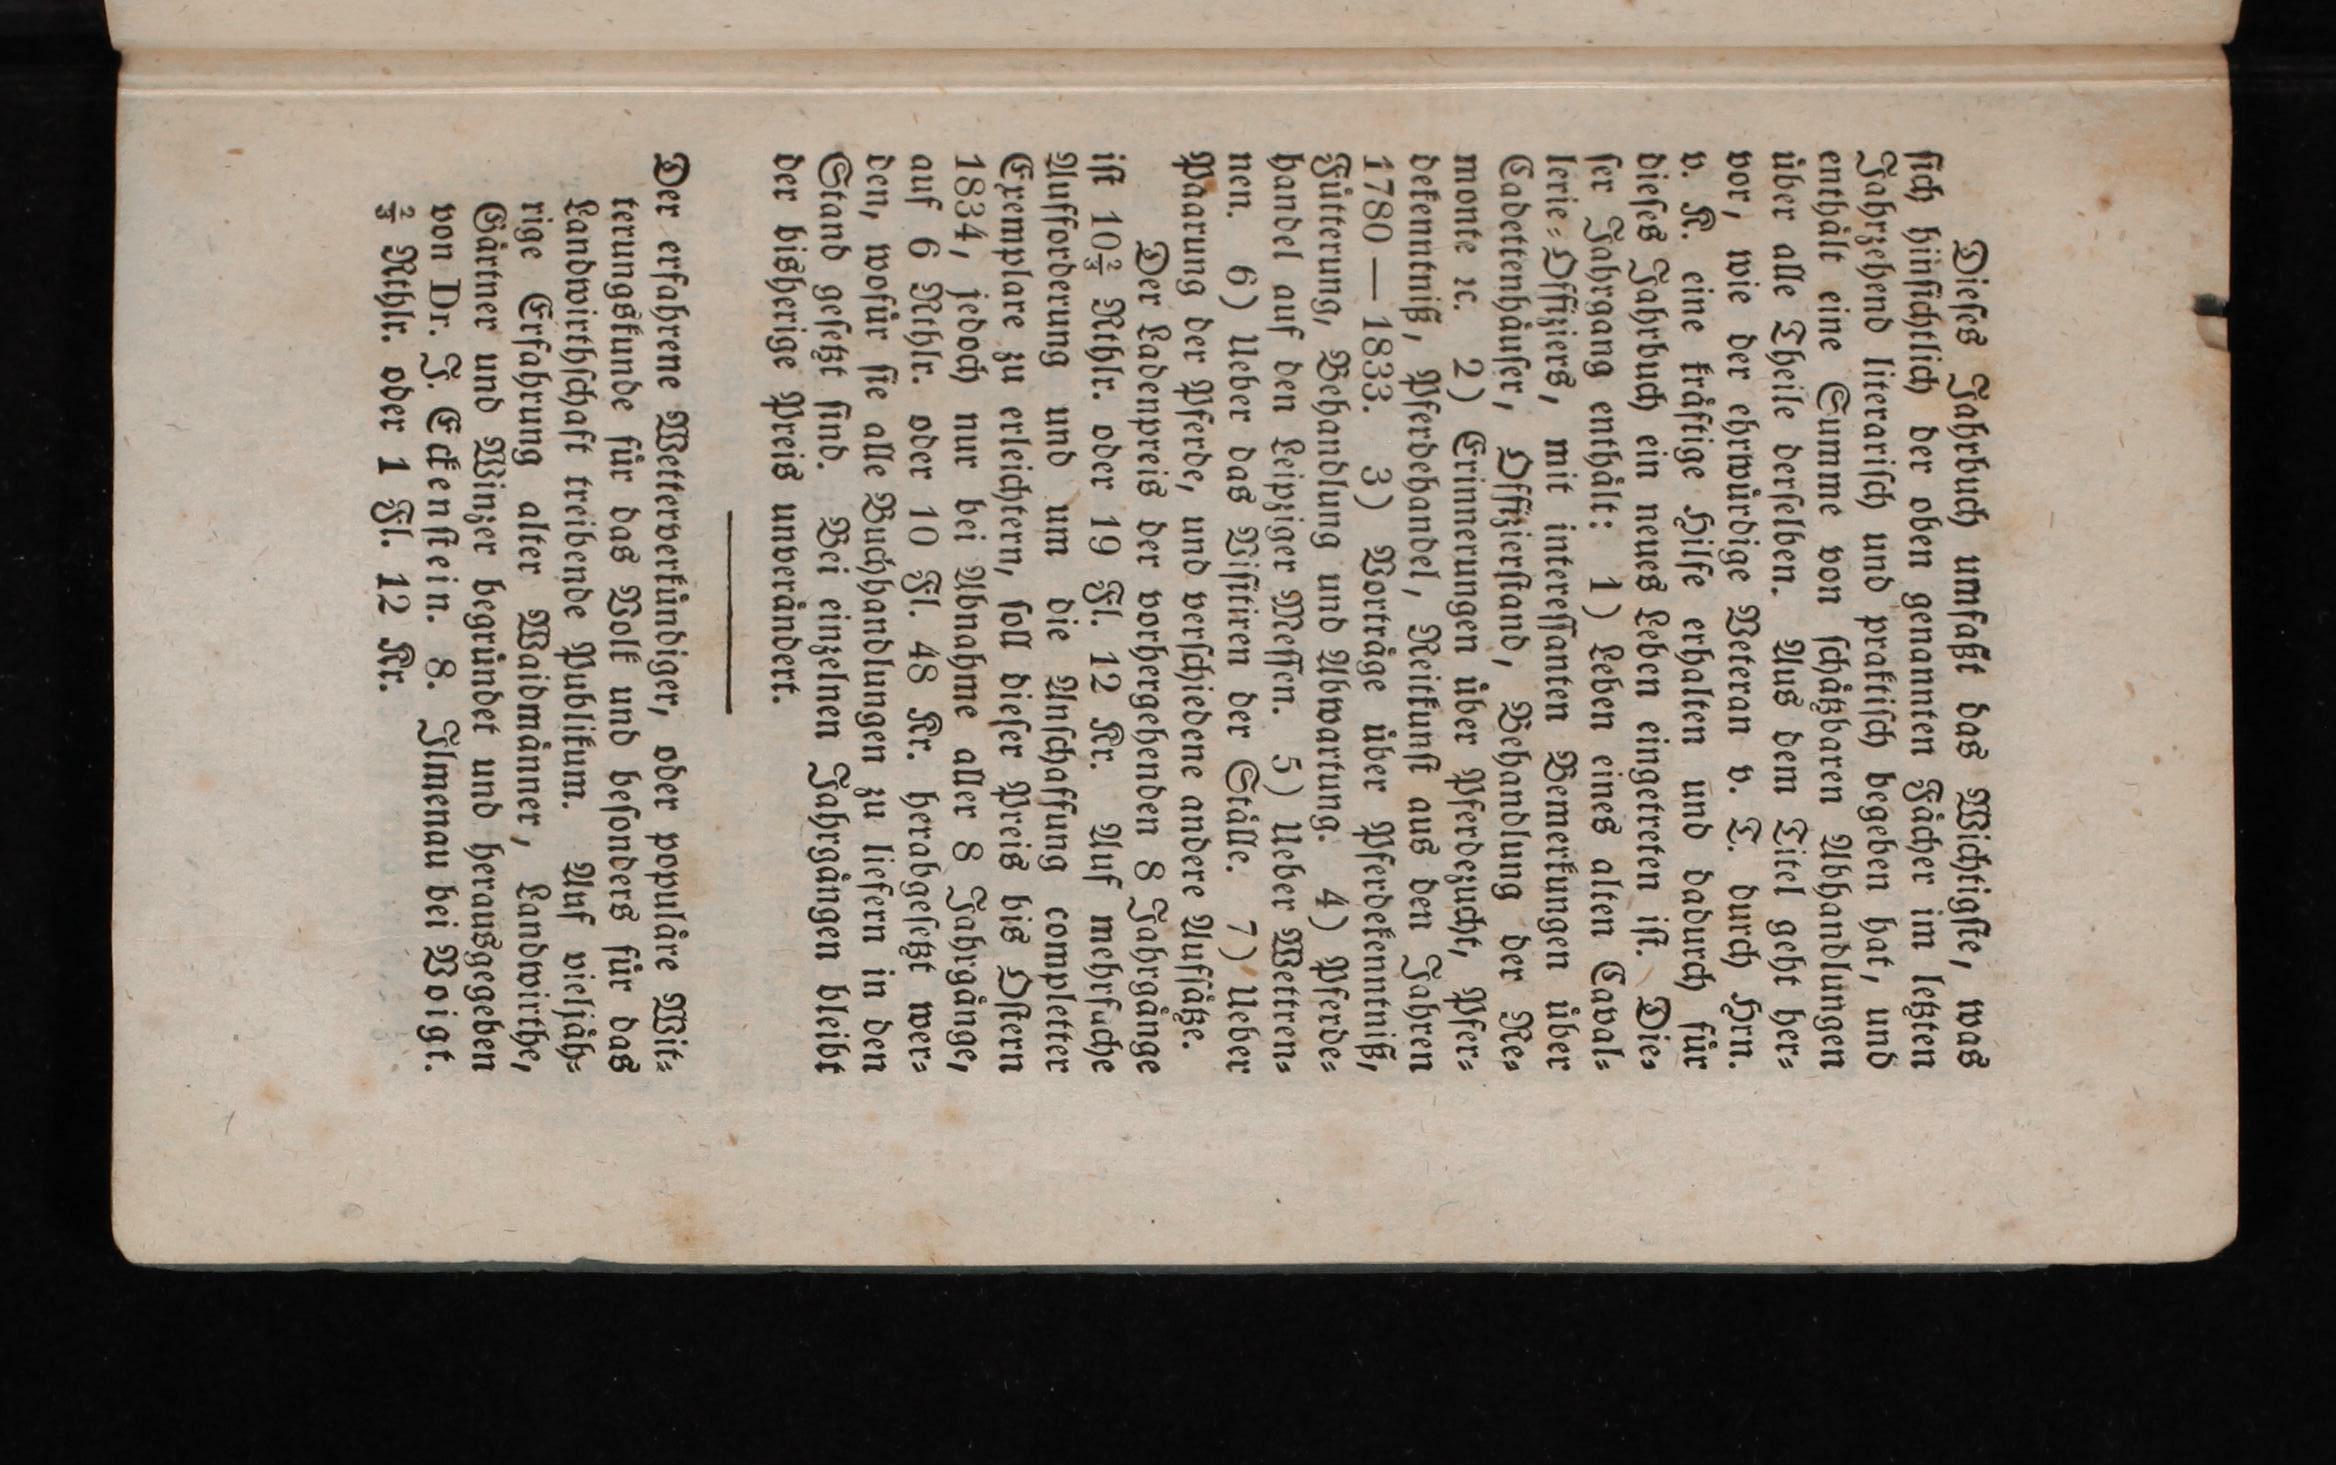 Dieses Jahrbuch umfaßt das Wichtigste, was
sich hinsichtlich der oben genannten Fächer im letzten
Jahrzehend literarisch und praktisch begeben hat, und
enthält eine Summe von schätzbaren Abhandlungen
über alle Theile derselben. Aus dem Titel geht her-
vor, wie der ehrwürdige Veteran v. T. durch Hrn.
v. K. eine kräftige Hilfe erhalten und dadurch für
dieses Jahrbuch ein neues Leben eingetreten ist. Die-
ser Jahrgang enthält: 1) Leben eines alten Caval-
lerie-Offiziers, mit interessanten Bemerkungen über
Cadettenhäuser, Offizierstand, Behandlung der Re-
monte ꝛc. 2) Erinnerungen über Pferdezucht, Pfer-
dekenntniß, Pferdehandel, Reitkunst aus den Jahren
1780 — 1833. 3) Vorträge über Pferdekenntniß,
Fütterung, Behandlung und Abwartung. 4) Pferde-
handel auf den Leipziger Messen. 5) Ueber Wettren-
nen. 6) Ueber das Visitiren der Ställe. 7) Ueber
Paarung der Pferde, und verschiedene andere Aufsätze.
Der Ladenpreis der vorhergehenden 8 Jahrgänge
ist 10⅔ Rthlr. oder 19 Fl. 12 Kr. Auf mehrfache
Aufforderung und um die Anschaffung completter
Exemplare zu erleichtern, soll dieser Preis bis Ostern
1834, jedoch nur bei Abnahme aller 8 Jahrgänge,
auf 6 Rthlr. oder 10 Fl. 48 Kr. herabgesetzt wer-
den, wofür sie alle Buchhandlungen zu liefern in den
Stand gesetzt sind. Bei einzelnen Jahrgängen bleibt
der bisherige Preis unverändert.
Der erfahrene Wetterverkündiger, oder populäre Wit-
terungskunde für das Volk und besonders für das
Landwirthschaft treibende Publikum. Auf vieljäh-
rige Erfahrung alter Waidmänner, Landwirthe,
Gärtner und Winzer begründet und herausgegeben
von Dr. J. Eckenstein. 8. Ilmenau bei Voigt.
⅔ Rthlr. oder 1 Fl. 12 Kr.